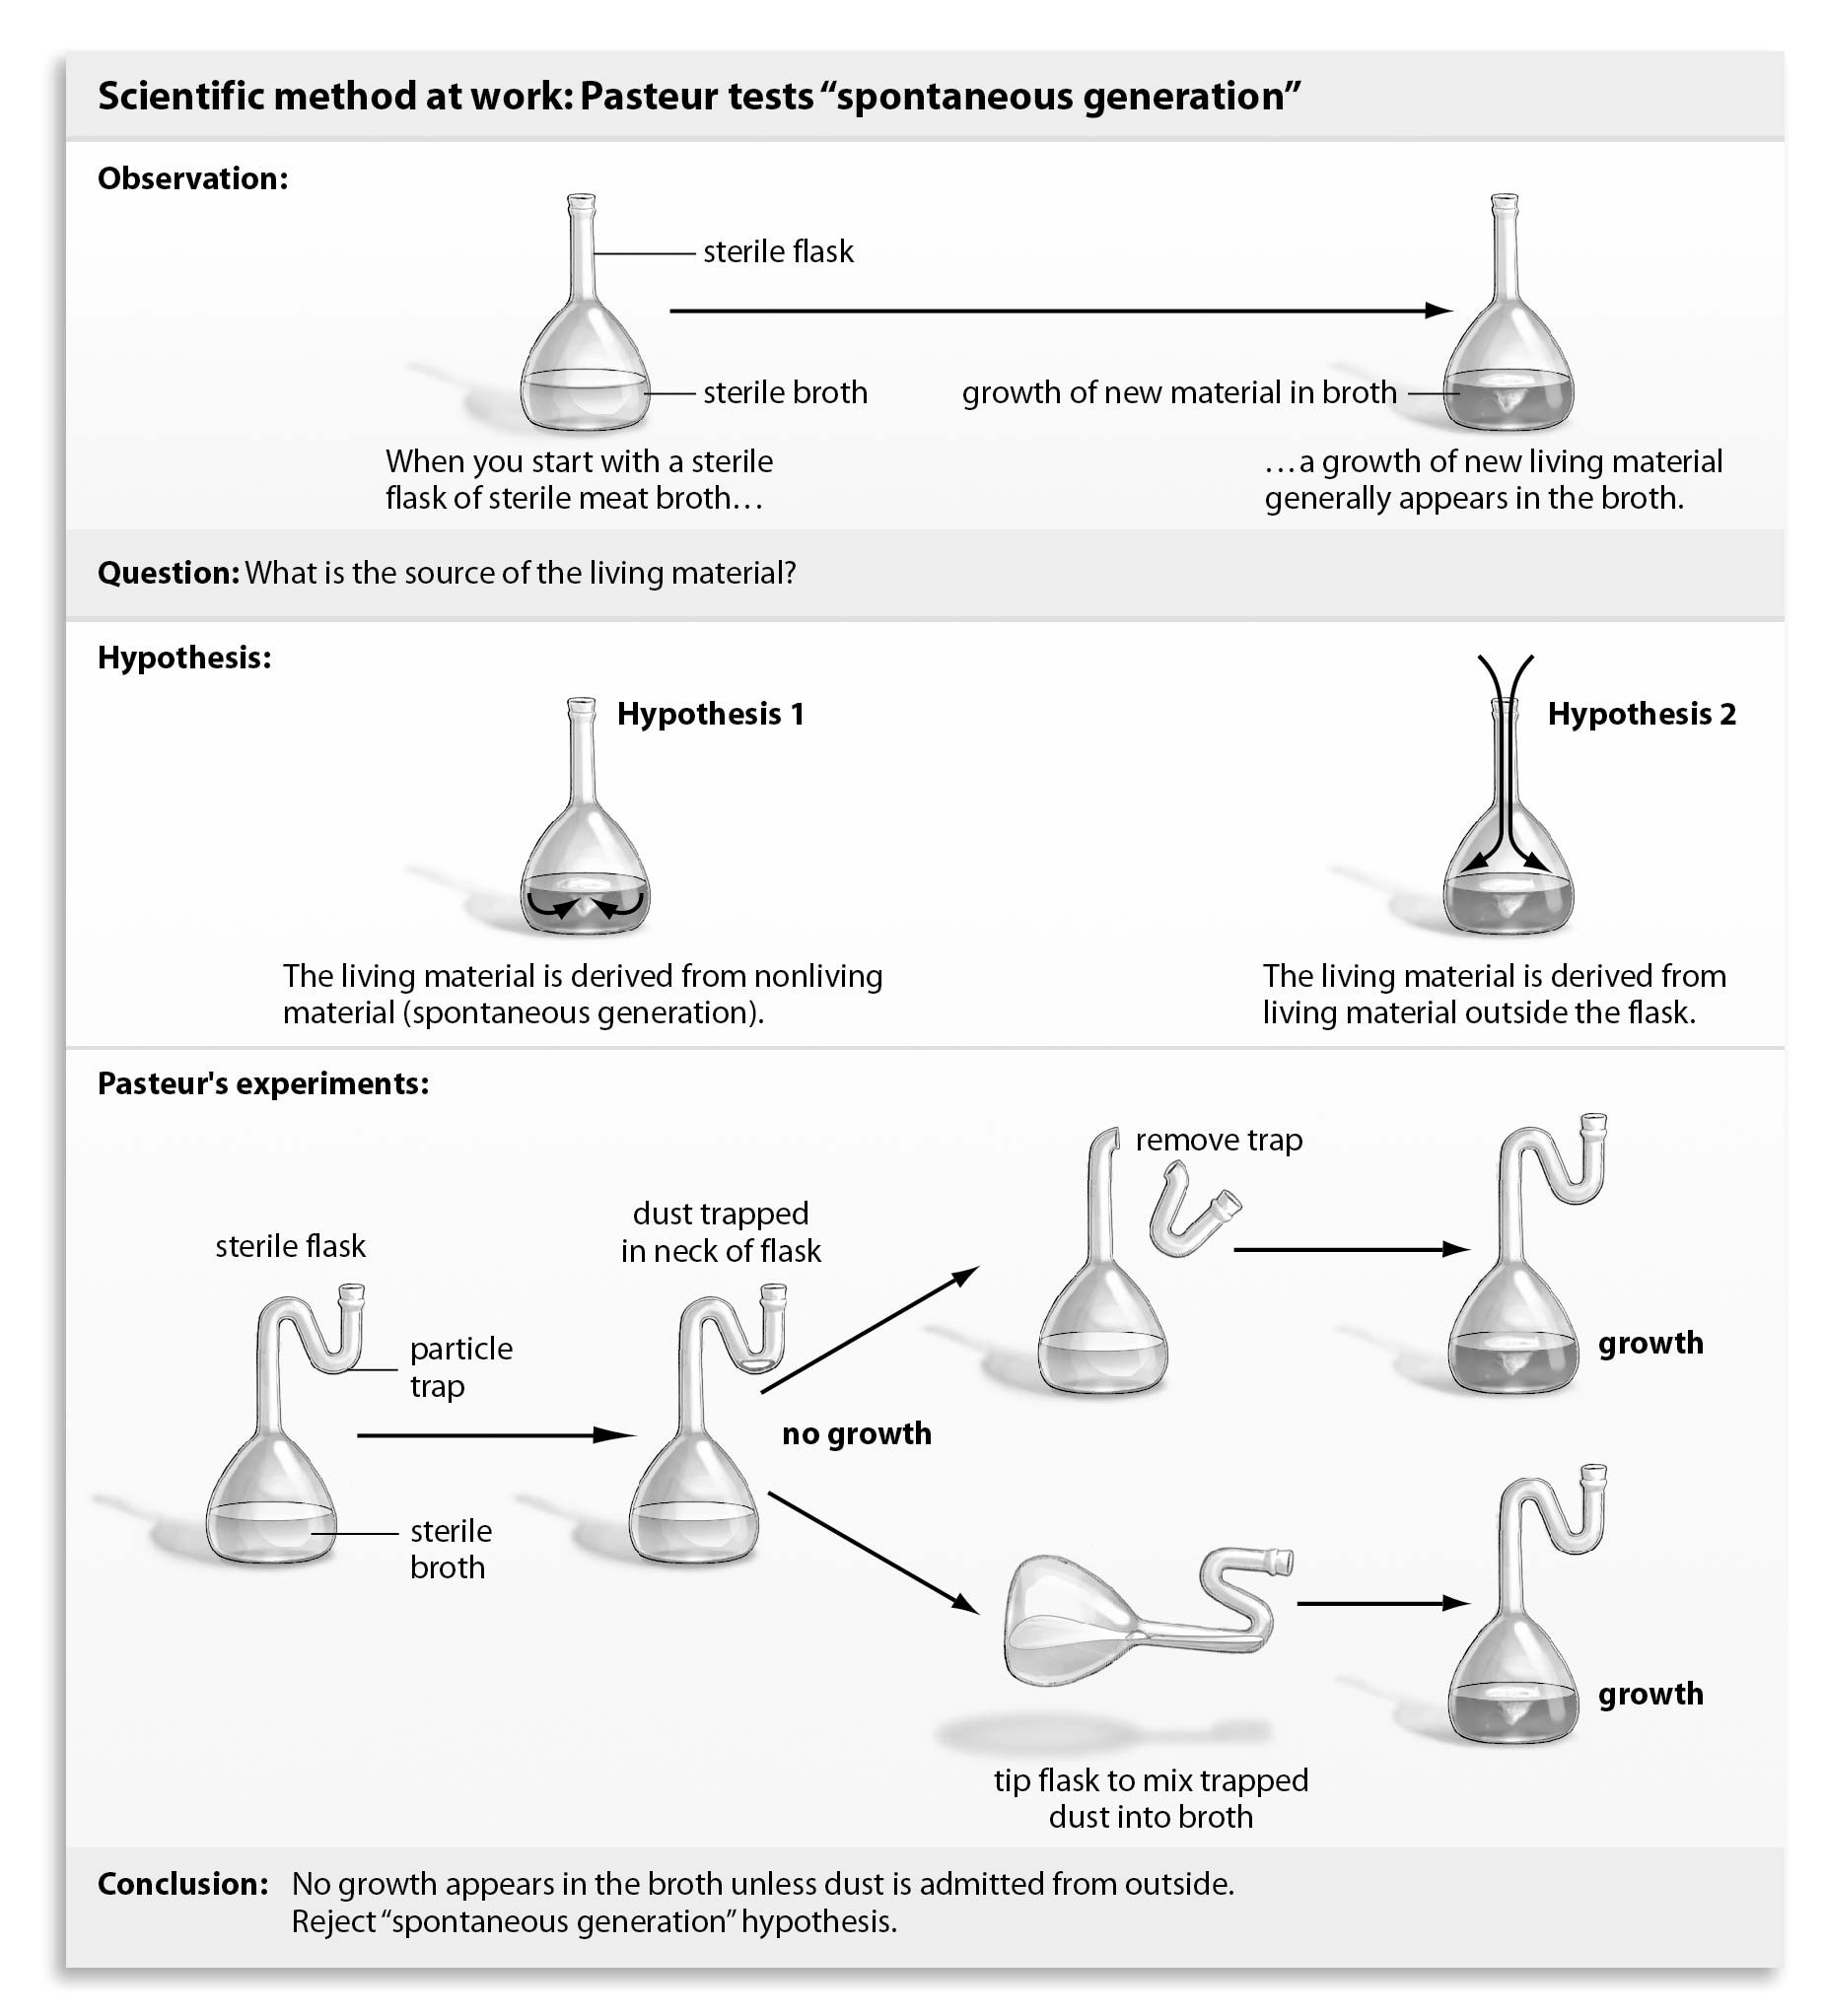 Scientific method at work: Pasteur tests “spontaneous generation”
Observation:
sterile flask
sterile broth
growth of new material in broth
When you start with a sterile
flask of sterile meat broth…
…a growth of new living material
generally appears in the broth.
Question: What is the source of the living material?
Hypothesis:
Hypothesis 1
The living material is derived from nonliving
material (spontaneous generation).
Hypothesis 2
The living material is derived from
living material outside the flask.
Pasteur's experiments:
sterile flask
particle
trap
sterile
broth
dust trapped
in neck of flask
no growth
remove trap
growth
tip flask to mix trapped
dust into broth
growth
Conclusion: No growth appears in the broth unless dust is admitted from outside.
Reject “spontaneous generation” hypothesis.